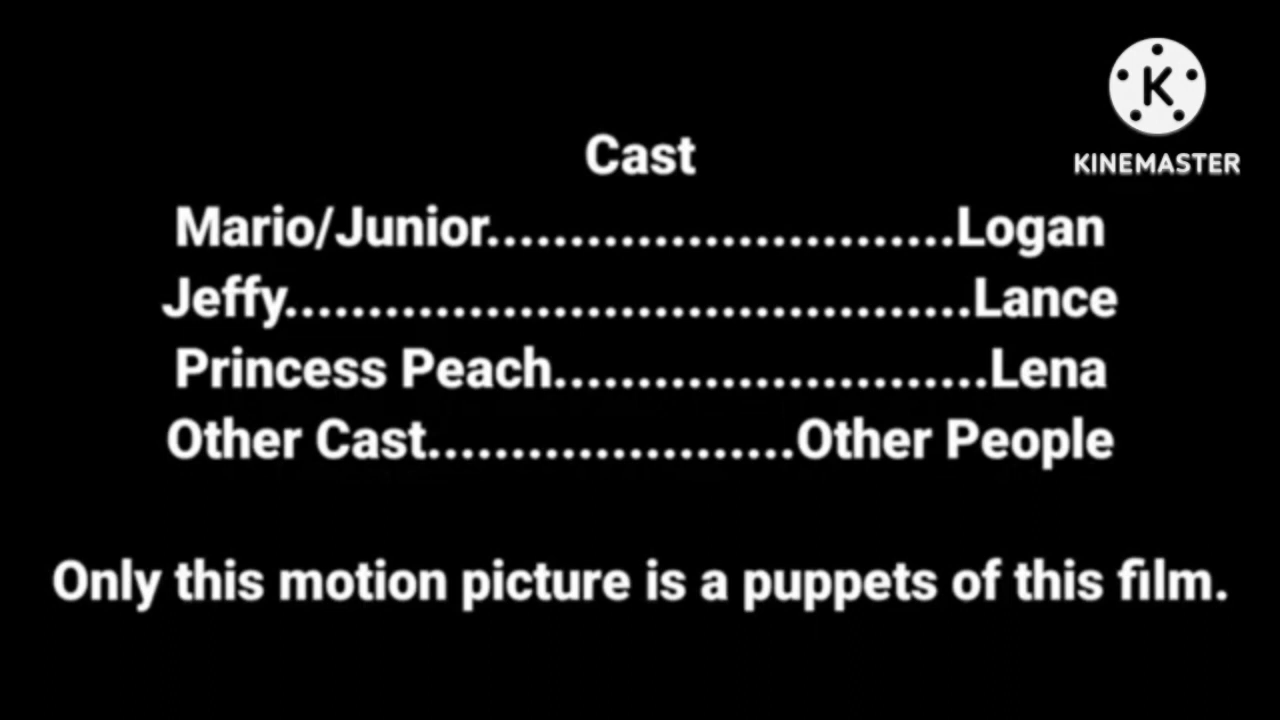 KINEMASTER
Cast
Mario/Junior............................Logan
Jeffy.........................................Lance
Princess Peach..........................Lena
Other Cast......................Other People
Only this motion picture is a puppets of this film.